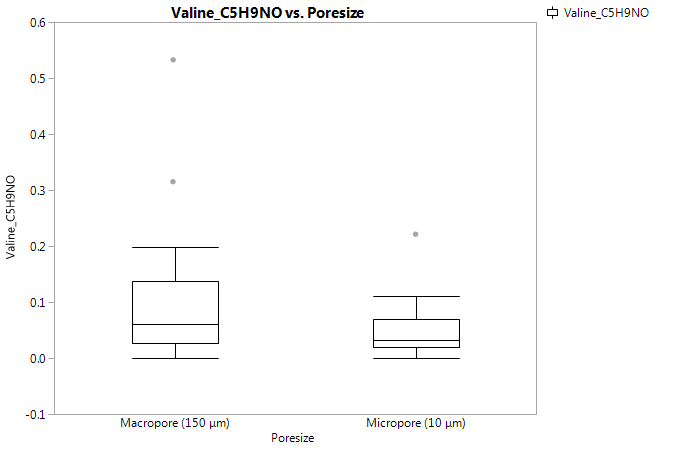 Valine_C5H9NO vs. Poresize
Valine_C5H9NO
0.6
0.5
0.4
0.3
0.2
0.1
0.0
-0.1
Valine_C5H9NO
Macropore (150 µm)
Micropore (10 µm)
Poresize